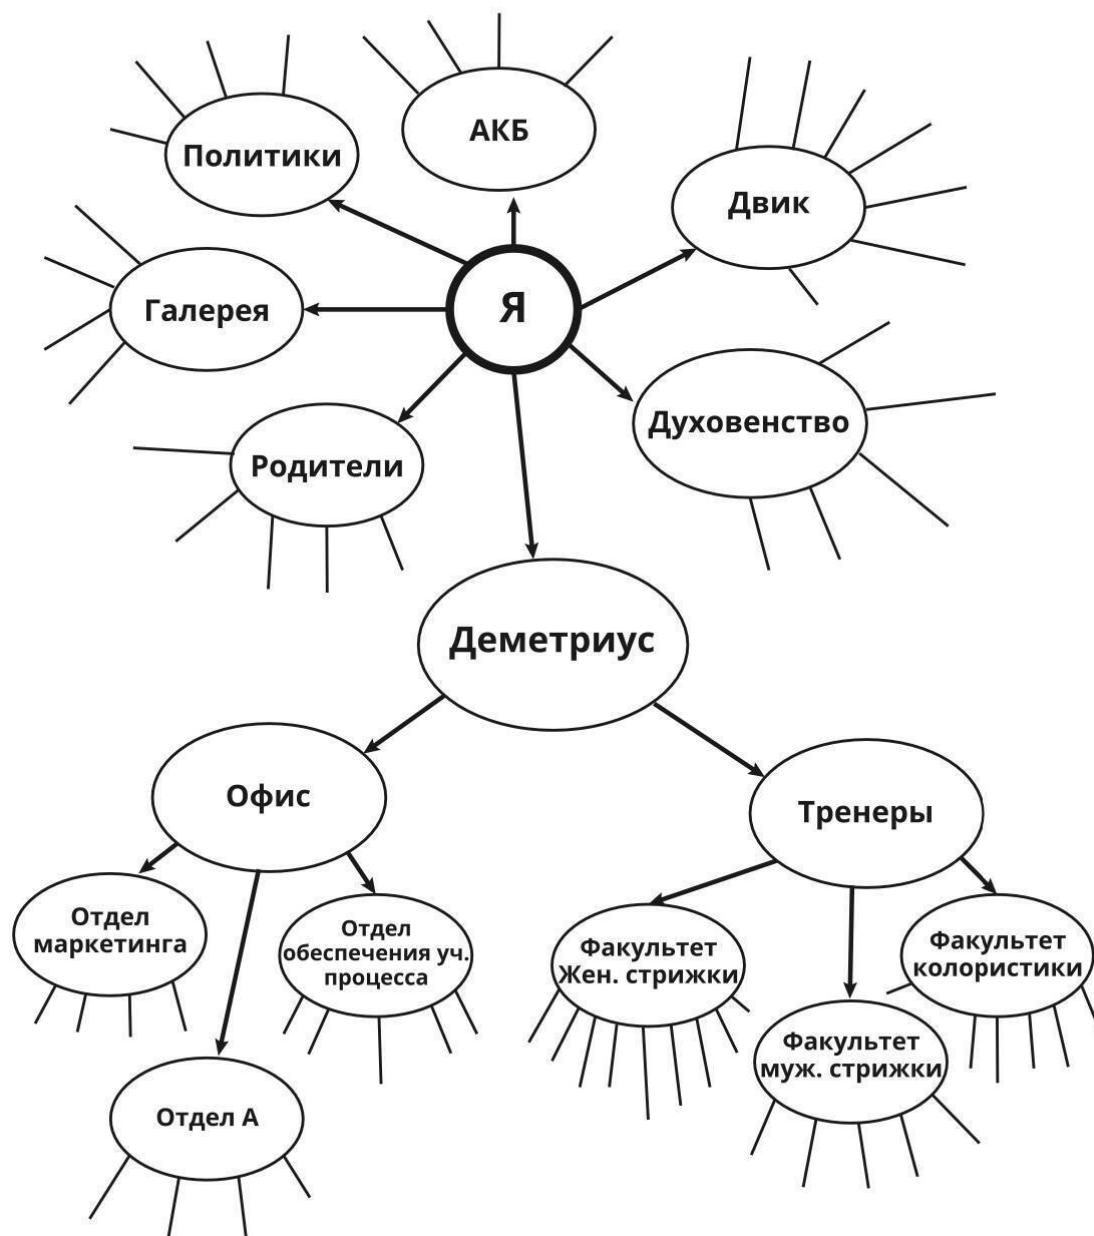 АКБ
Политики
Двик
Галерея
Я
Духовенство
Родители
Деметриус
Офис
Тренеры
Отдел
маркетинга
Отдел
обеспечения уч.
процесса
Факультет
Жен. стрижки
Факультет
колористики
Факультет
муж. стрижки
Отдел А